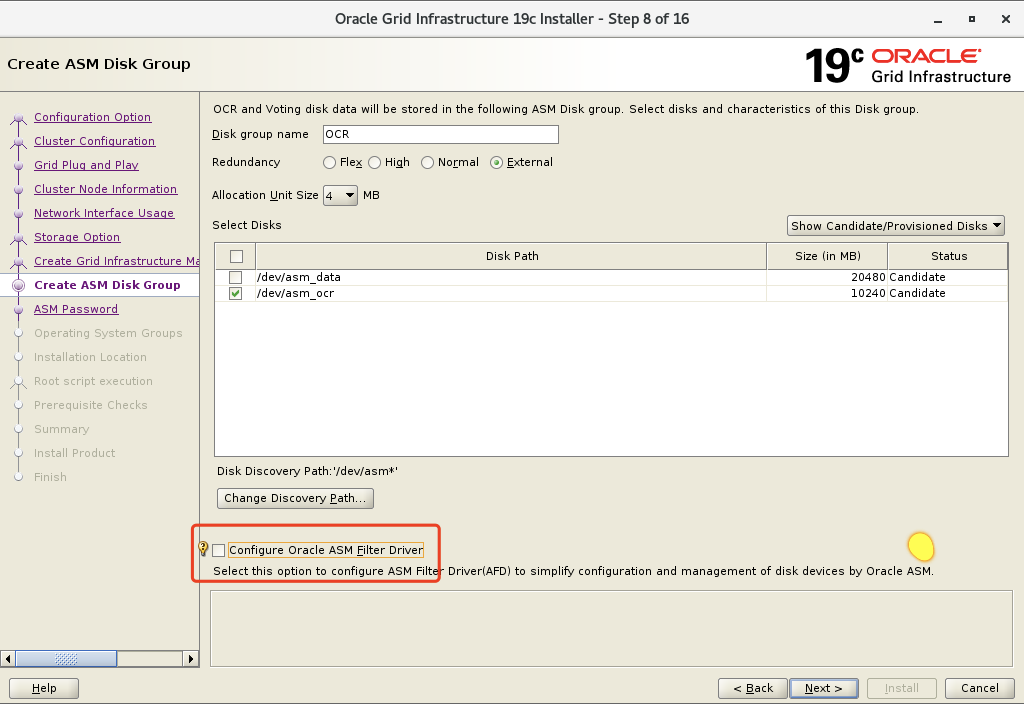 Oracle Grid Infrastructure 19c Installer - Step 8 of 16
Create ASM Disk Group
19c ORACLE
Grid Infrastructure
Configuration Option
Cluster Configuration
Grid Plug and Play
Cluster Node Information
Network Interface Usage
Storage Option
Create Grid Infrastructure Ma
Create ASM Disk Group
ASM Password
Operating System Groups
Installation Location
Root script execution
Prerequisite Checks
Summary
Install Product
Finish
OCR and Voting disk data will be stored in the following ASM Disk group. Select disks and characteristics of this Disk group.
Disk group name OCR
Redundancy Flex High Normal External
Allocation Unit Size 4 MB
Select Disks Show Candidate/Provisioned Disks
Disk Path Size (in MB) Status
/dev/asm_data 20480 Candidate
/dev/asm_ocr 10240 Candidate
Disk Discovery Path:'/dev/asm*'
Change Discovery Path...
Configure Oracle ASM Filter Driver
Select this option to configure ASM Filter Driver(AFD) to simplify configuration and management of disk devices by Oracle ASM.
Help < Back Next > Install Cancel